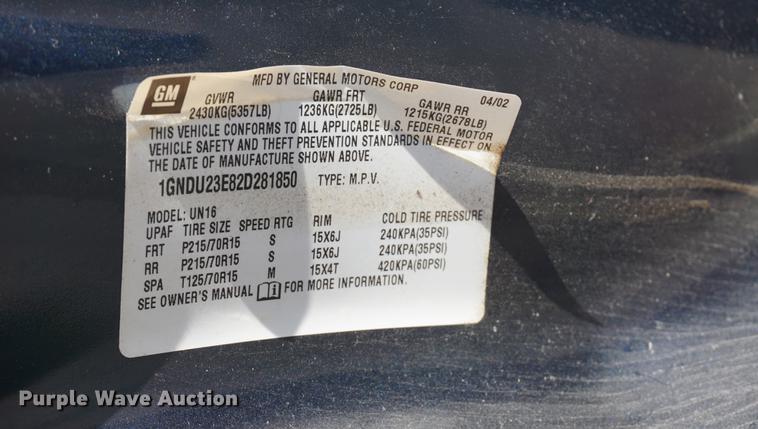 GM
MFD BY GENERAL MOTORS CORP
GVWR GAWR FRT GAWR RR 04/02
2430KG(5357LB) 1236KG(2725LB) 1215KG(2678LB)
THIS VEHICLE CONFORMS TO ALL APPLICABLE U.S. FEDERAL MOTOR
VEHICLE SAFETY AND THEFT PREVENTION STANDARDS IN EFFECT ON
THE DATE OF MANUFACTURE SHOWN ABOVE.
1GNDU23E82D281850 TYPE: M.P.V.
MODEL: UN16
UPAF TIRE SIZE SPEED RTG RIM COLD TIRE PRESSURE
FRT P215/70R15 S 15X6J 240KPA(35PSI)
RR P215/70R15 S 15X6J 240KPA(35PSI)
SPA T125/70R15 M 15X4T 420KPA(60PSI)
SEE OWNER'S MANUAL FOR MORE INFORMATION.
Purple Wave Auction